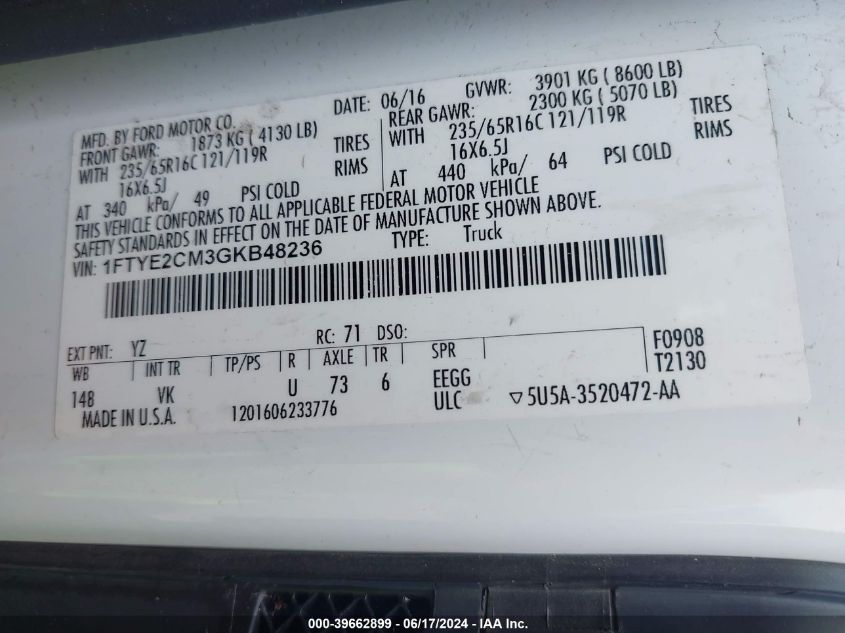 MFD. BY FORD MOTOR CO. DATE: 06/16 GVWR: 3901 KG ( 8600 LB)
FRONT GAWR: 1873 KG ( 4130 LB) REAR GAWR: 2300 KG ( 5070 LB)
WITH 235/65R16C 121/119R TIRES WITH 235/65R16C 121/119R TIRES
16X6.5J RIMS 16X6.5J RIMS
AT 340 kPa/ 49 PSI COLD AT 440 kPa/ 64 PSI COLD
THIS VEHICLE CONFORMS TO ALL APPLICABLE FEDERAL MOTOR VEHICLE
SAFETY STANDARDS IN EFFECT ON THE DATE OF MANUFACTURE SHOWN ABOVE.
VIN: 1FTYE2CM3GKB48236 TYPE: Truck
EXT PNT: YZ RC: 71 DSO: F0908
WB INT TR TP/PS R AXLE TR SPR T2130
148 VK U 73 6 EEGG
MADE IN U.S.A. 1201606233776 ULC ▽5U5A-3520472-AA
000-39662899 - 06/17/2024 - IAA Inc.